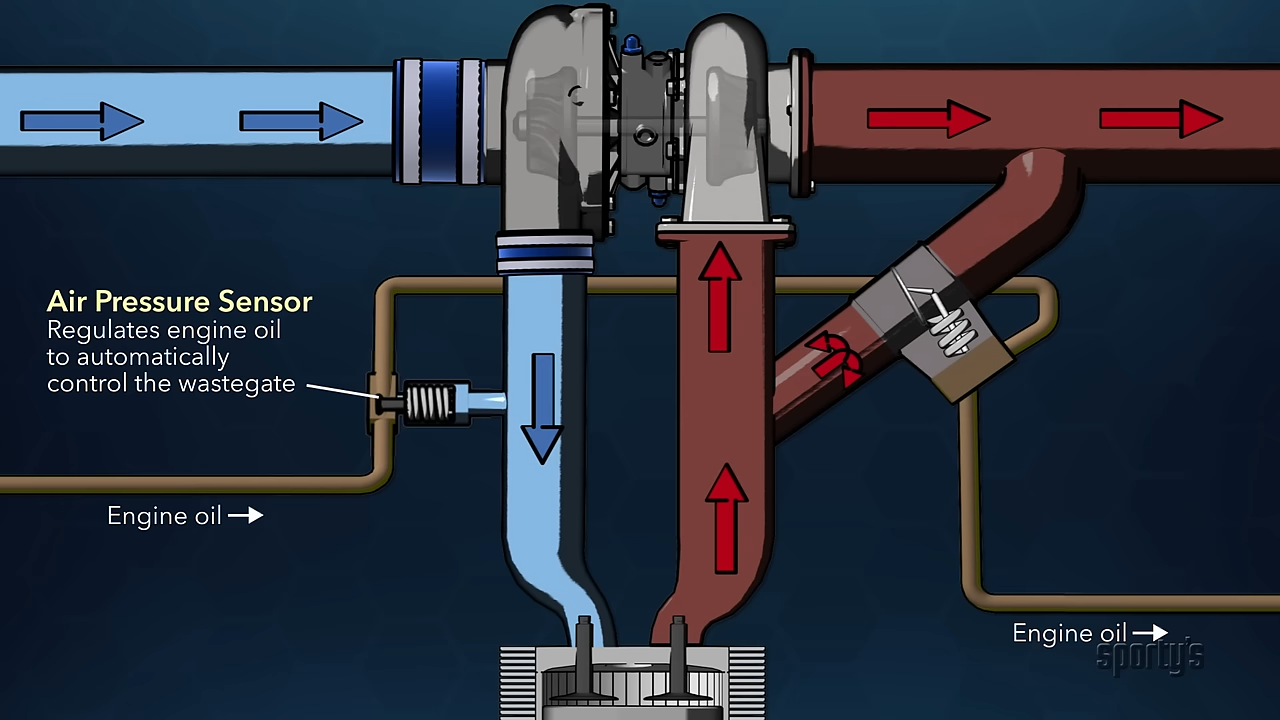 Air Pressure Sensor
Regulates engine oil
to automatically
control the wastegate
Engine oil
Engine oil
sporty's